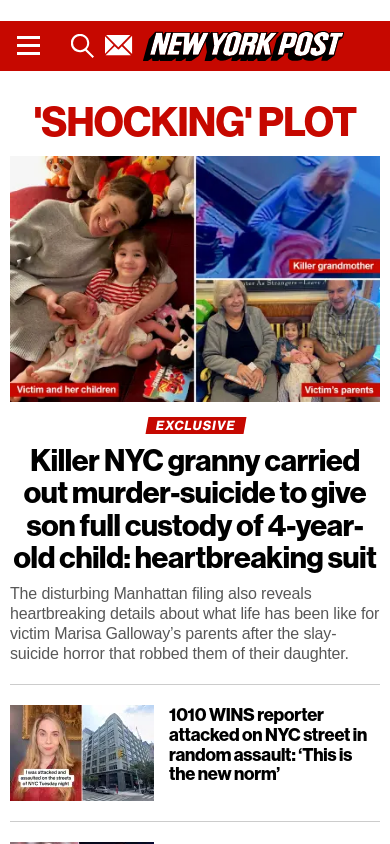 NEW YORK POST
'SHOCKING' PLOT
Killer grandmother
Victim and her children
Victim's parents
EXCLUSIVE
Killer NYC granny carried
out murder-suicide to give
son full custody of 4-year-
old child: heartbreaking suit
The disturbing Manhattan filing also reveals
heartbreaking details about what life has been like for
victim Marisa Galloway’s parents after the slay-
suicide horror that robbed them of their daughter.
I was attacked and
assaulted on the streets
of NYC Tuesday night
1010 WINS reporter
attacked on NYC street in
random assault: ‘This is
the new norm’